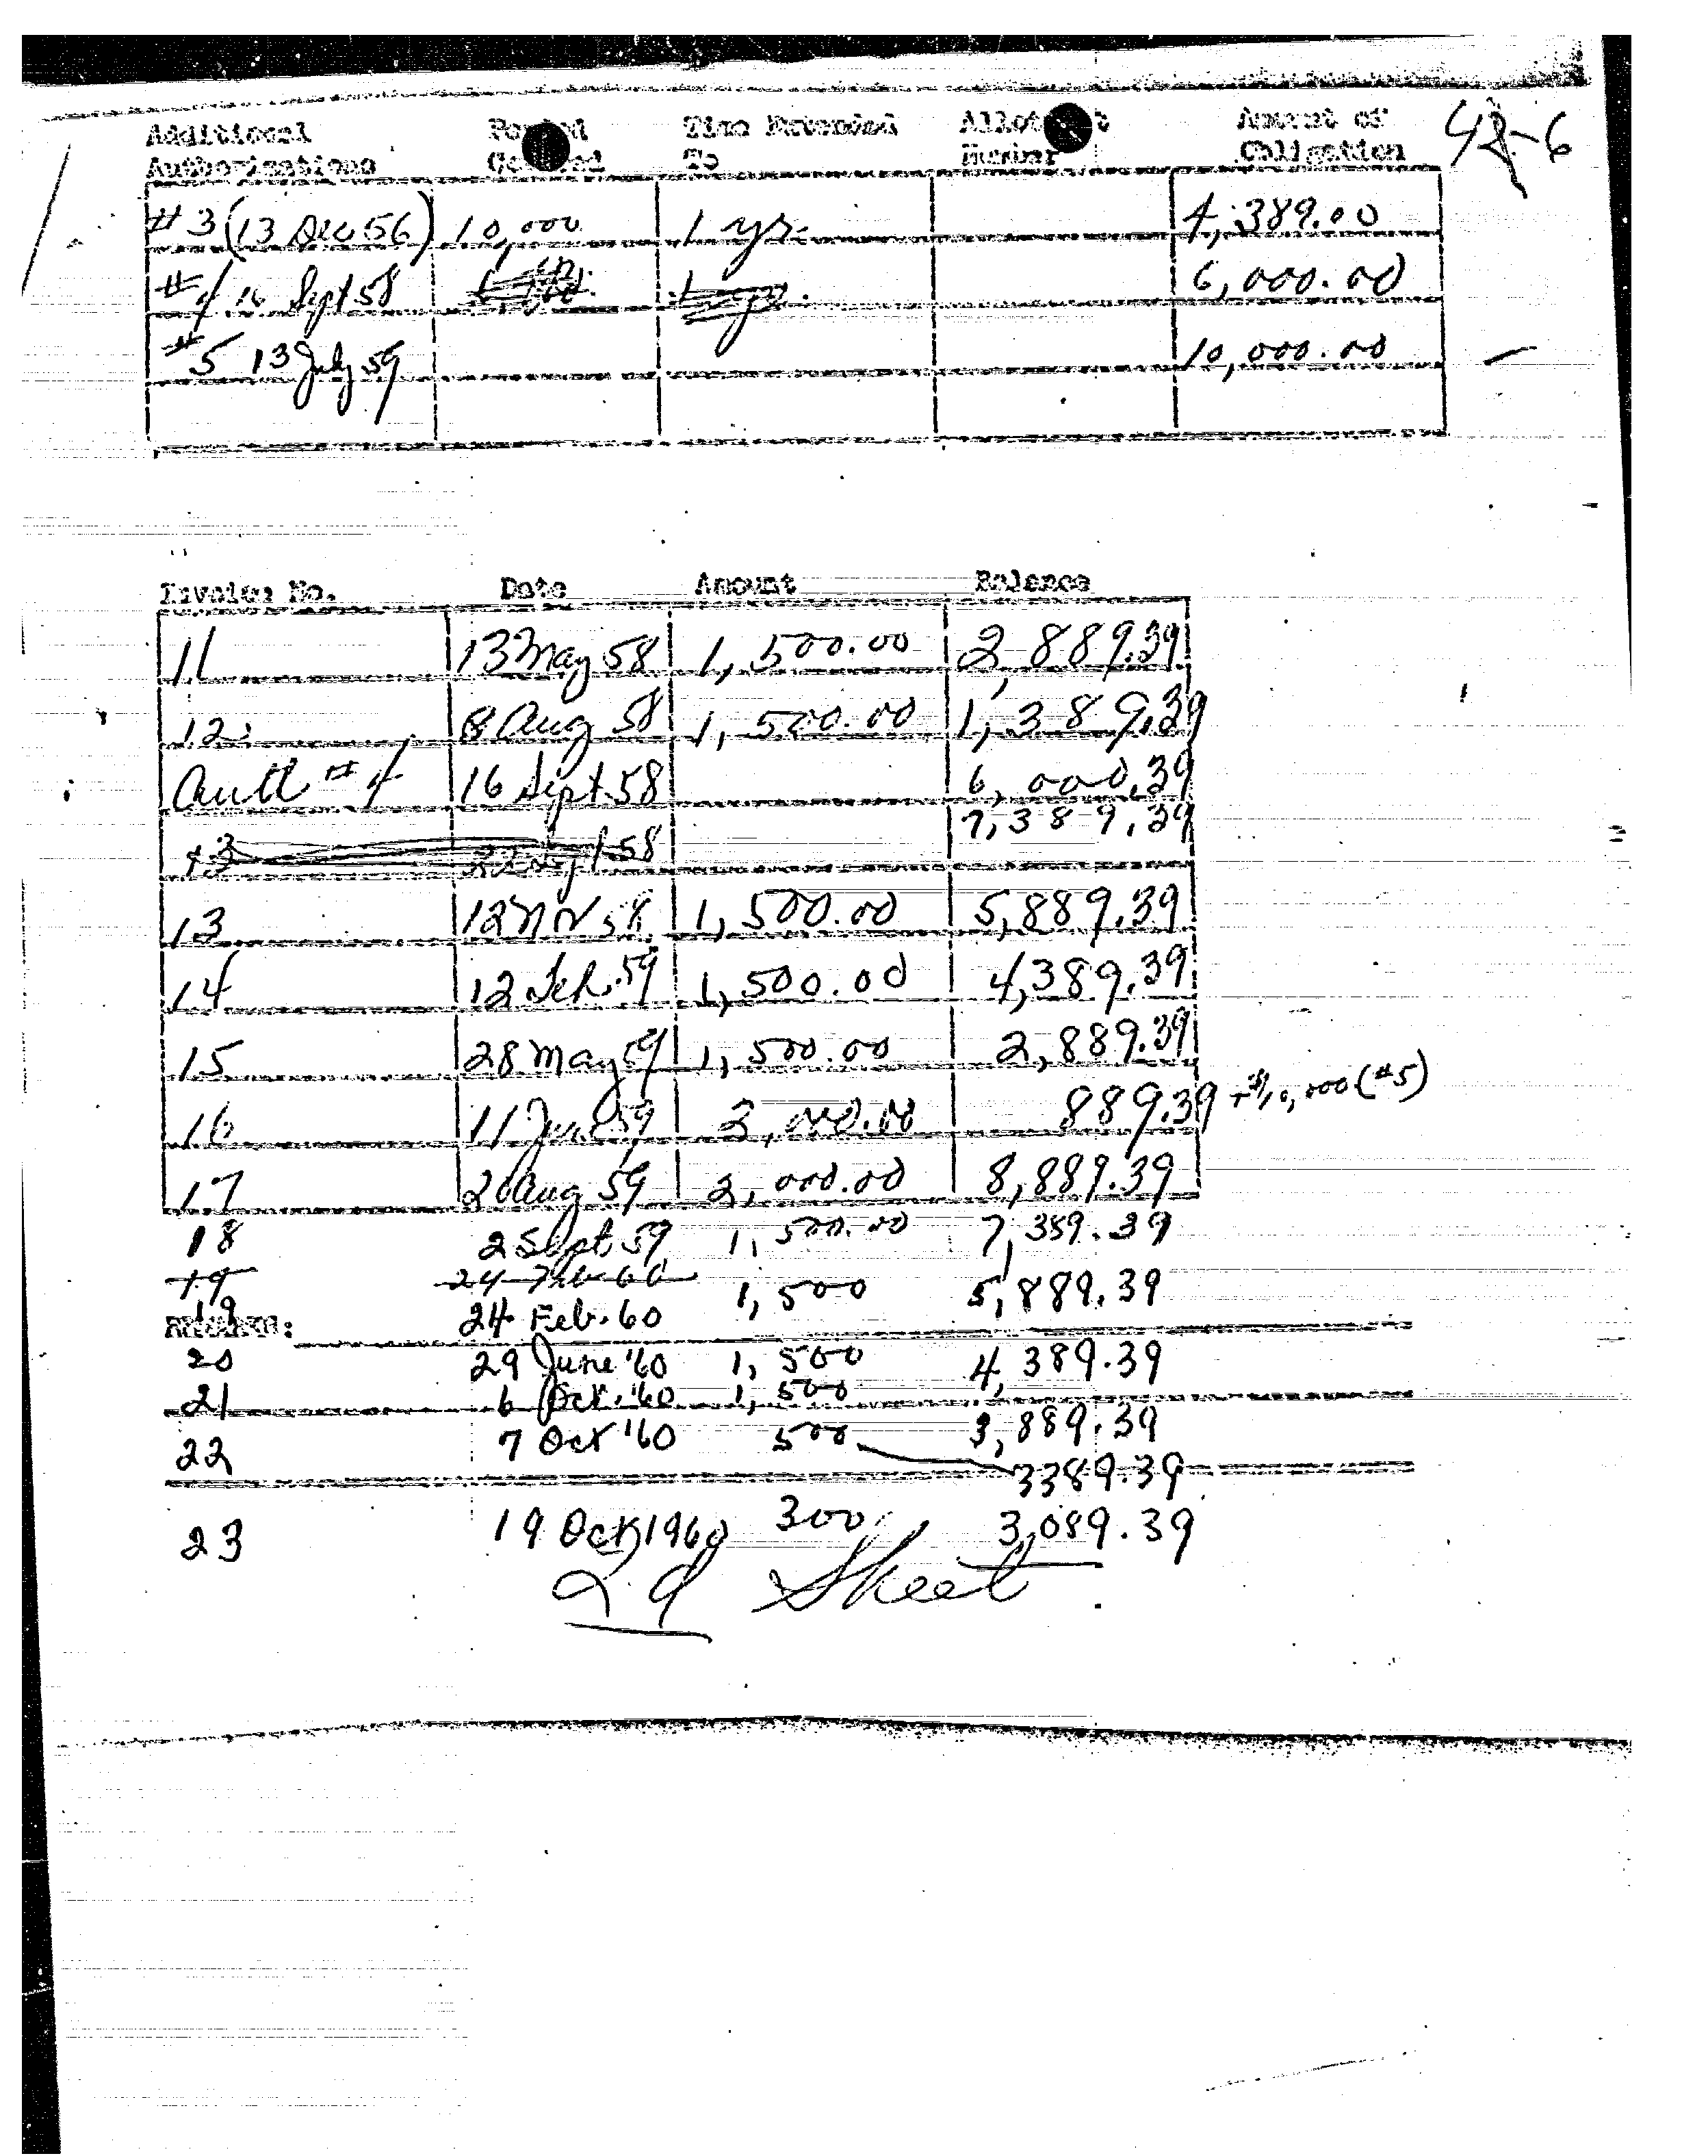 42-6
Additional Time Extended Amount of
Authorizations To Number Obligation
#3 (13 Dec 56) 10,000 1 yr. 4,389.00
#4 16 Sept 58 6,000.00
#5 13 July 59 10,000.00 —
Invoice No. Date Amount Balance
11 13 May 58 1,500.00 2,889.39
12 8 Aug 58 1,500.00 1,389.39
Auth #4 16 Sept. 58 6,000.39
7,389.39
13 58
13 12 Nov 58 1,500.00 5,889.39
14 12 Feb. 59 1,500.00 4,389.39
15 28 May 59 1,500.00 2,889.39
16 11 59 2,000.00 889.39 + $10,000 (#5)
17 Aug 59 2,000.00 8,889.39
18 2 Sept. 59 1,500.00 7,389.39
19 24 Feb 60 1,500 5,889.39
19 24 Feb. 60
Remarks:
20 29 June '60 1,500 4,389.39
21 6 Oct. '60 1,500
22 7 Oct '60 500 3,889.39
3389.39
23 19 Oct 1960 300 3,089.39
Sheet